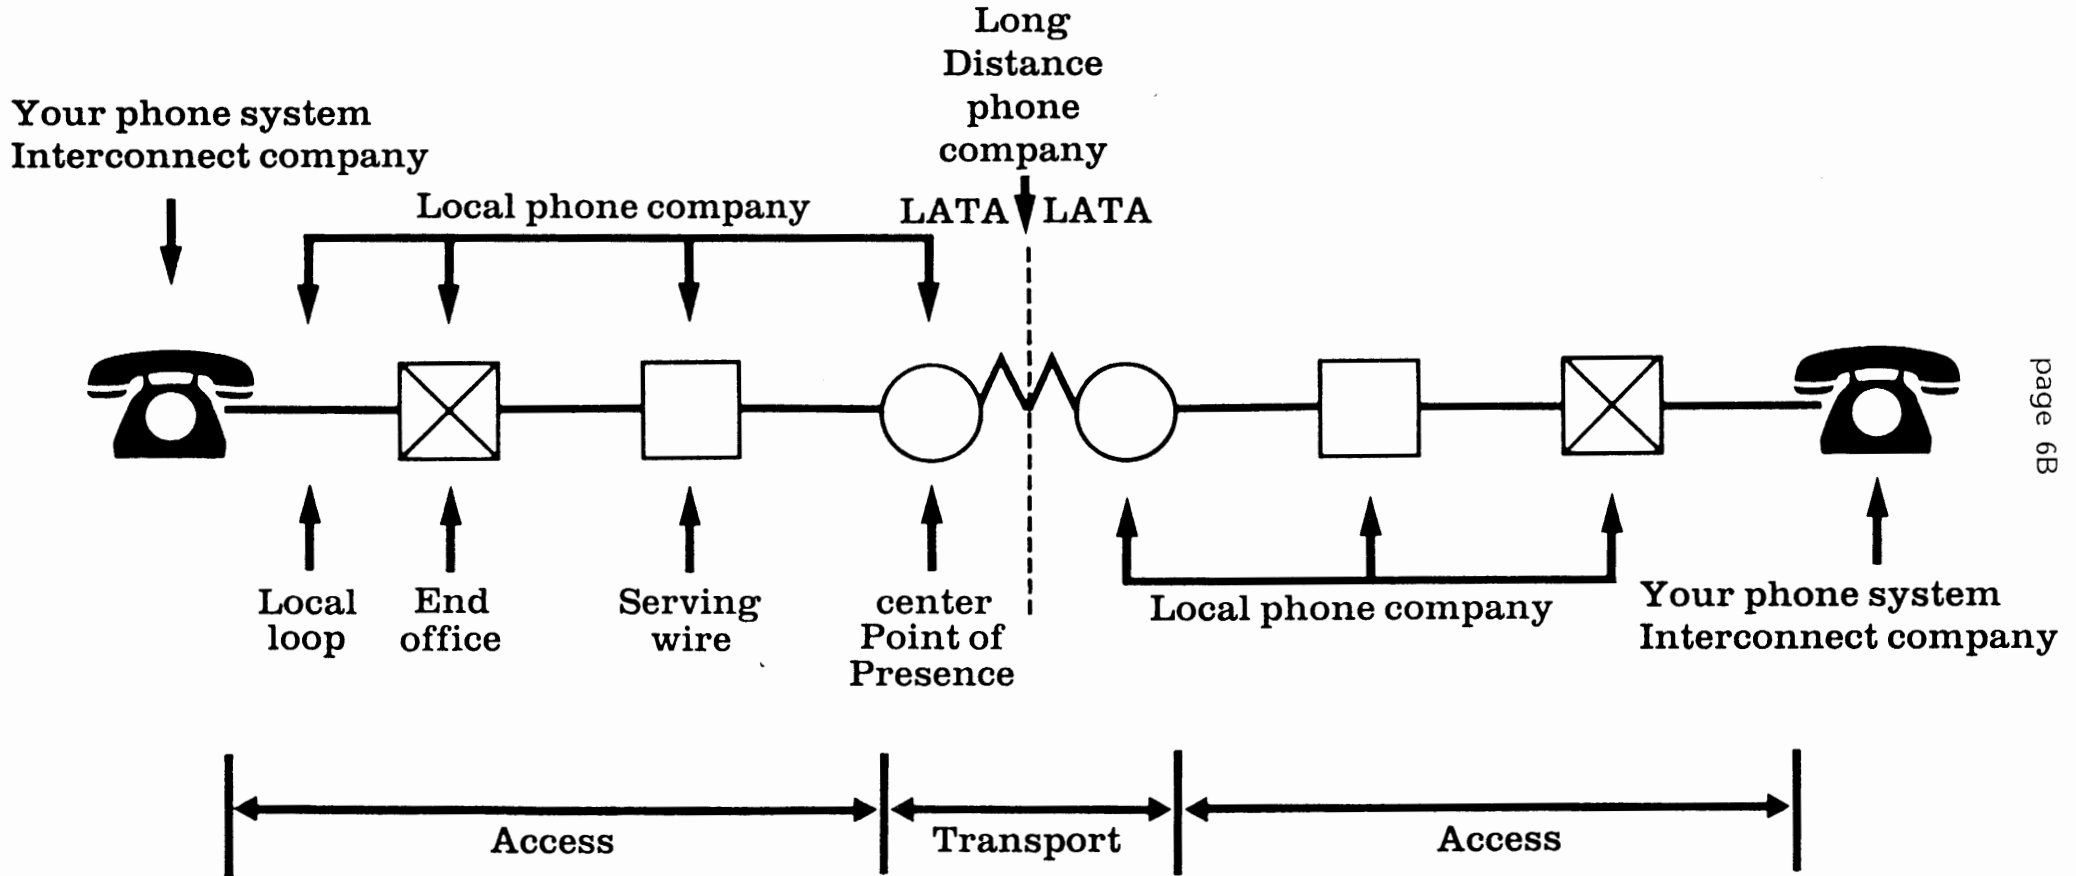 Long
Distance
phone
company
Your phone system
Interconnect company
Local phone company
LATA LATA
page 6B
Local
loop
End
office
Serving
wire
center
Point of
Presence
Local phone company
Your phone system
Interconnect company
Access
Transport
Access